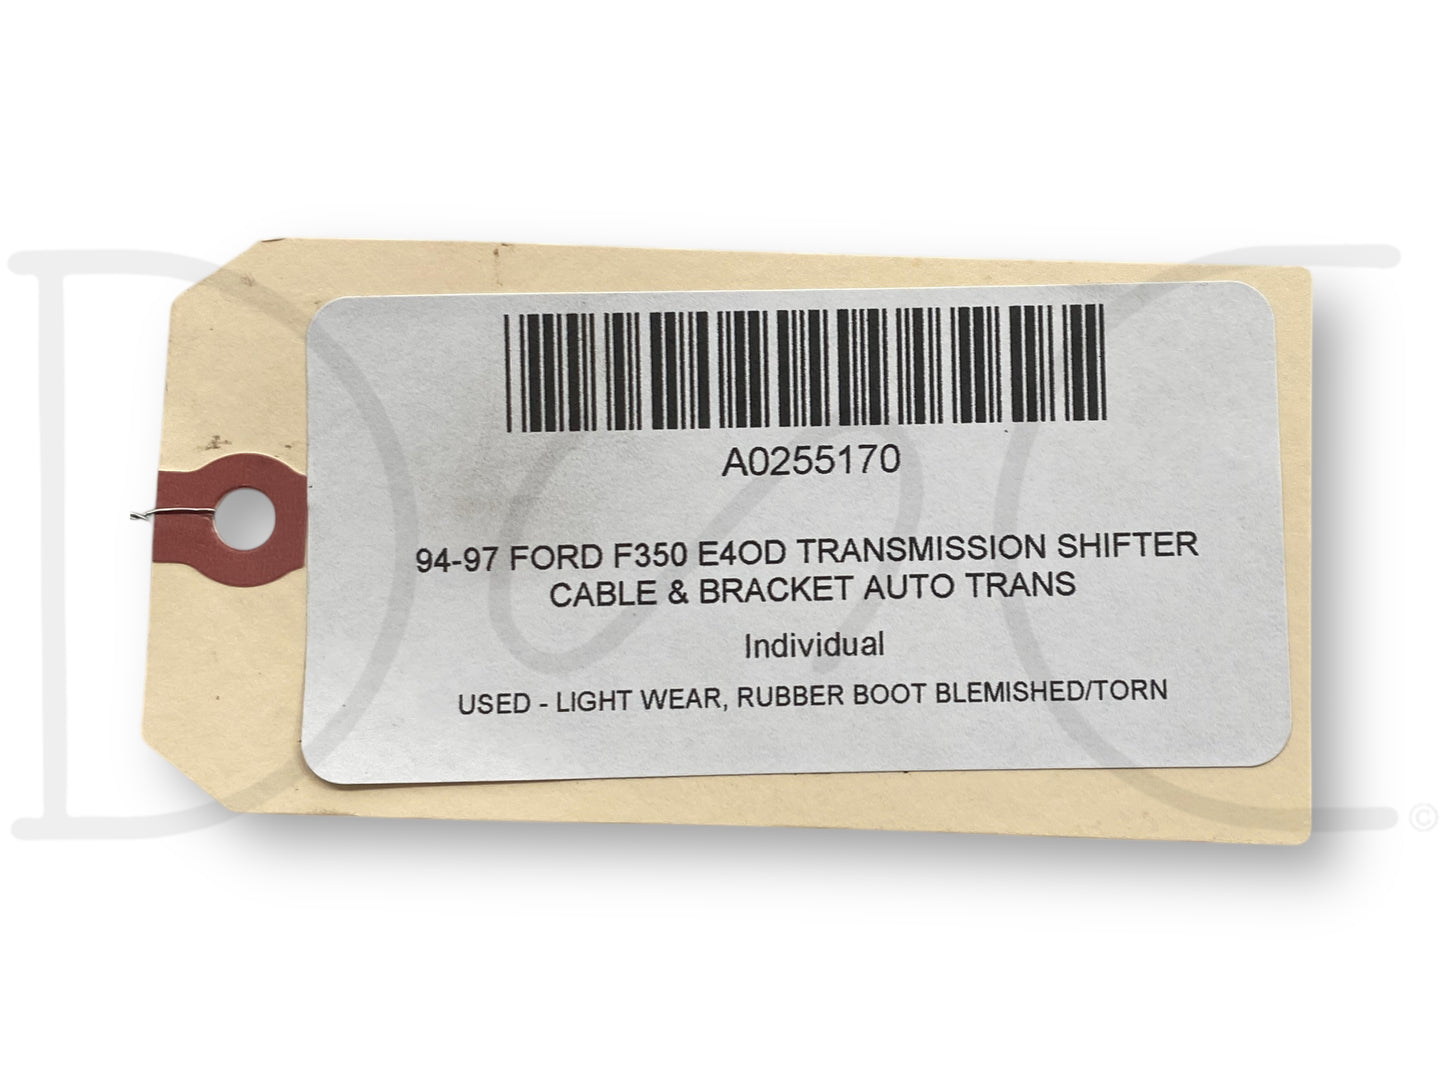 A0255170
94-97 FORD F350 E4OD TRANSMISSION SHIFTER
CABLE & BRACKET AUTO TRANS
Individual
USED - LIGHT WEAR, RUBBER BOOT BLEMISHED/TORN
D C ©